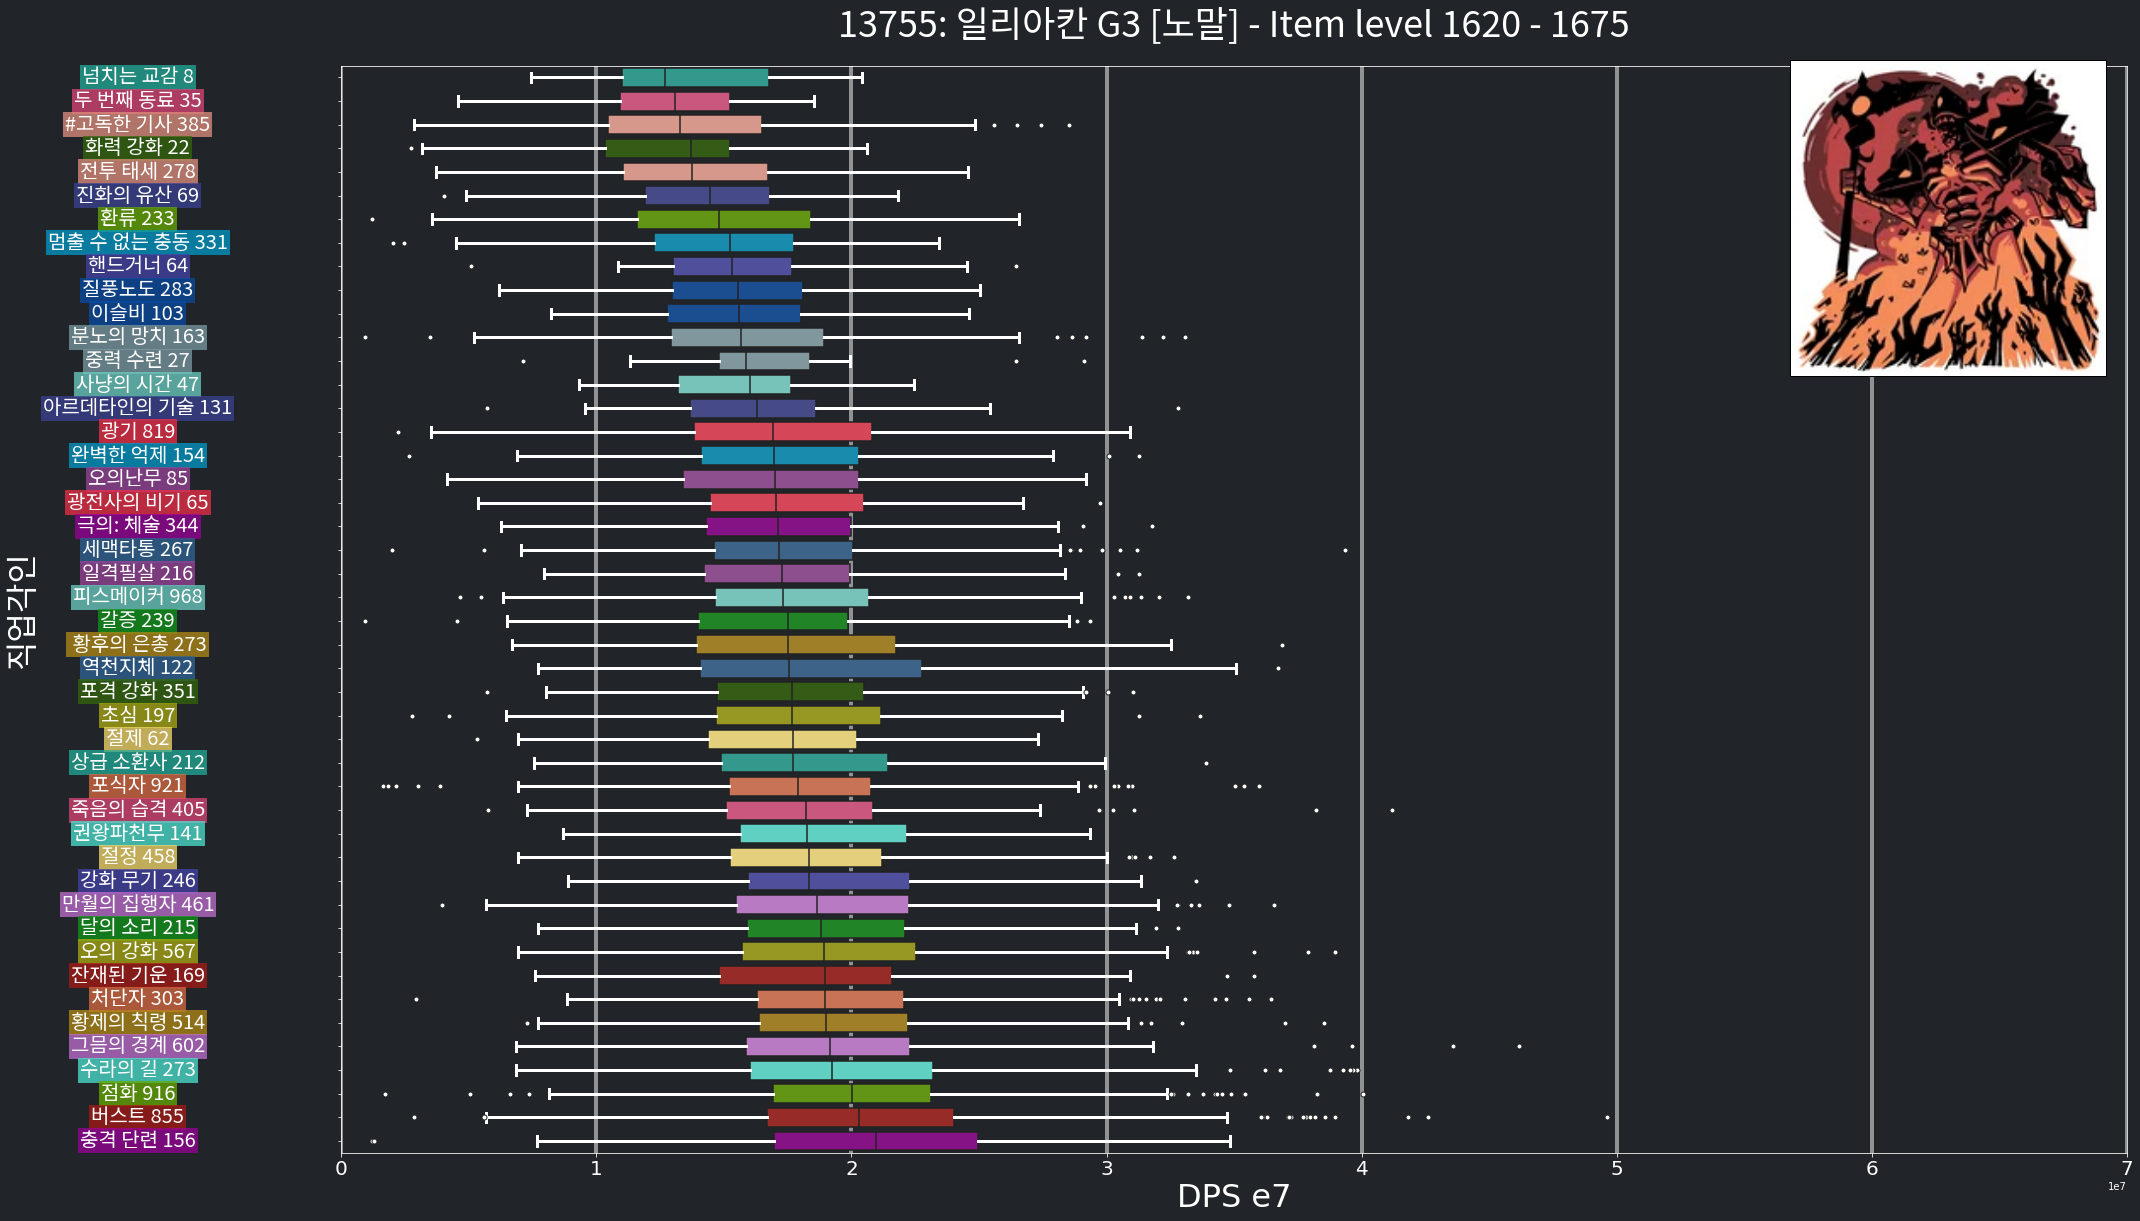 13755: 일리아칸 G3 [노말] - Item level 1620 - 1675
넘치는 교감 8
두 번째 동료 35
#고독한 기사 385
화력 강화 22
전투 태세 278
진화의 유산 69
환류 233
멈출 수 없는 충동 331
핸드거너 64
질풍노도 283
이슬비 103
분노의 망치 163
중력 수련 27
사냥의 시간 47
아르데타인의 기술 131
광기 819
완벽한 억제 154
오의난무 85
광전사의 비기 65
극의: 체술 344
세맥타통 267
일격필살 216
피스메이커 968
갈증 239
황후의 은총 273
역천지체 122
포격 강화 351
초심 197
절제 62
상급 소환사 212
포식자 921
죽음의 습격 405
권왕파천무 141
절정 458
강화 무기 246
만월의 집행자 461
달의 소리 215
오의 강화 567
잔재된 기운 169
처단자 303
황제의 칙령 514
그믐의 경계 602
수라의 길 273
점화 916
버스트 855
충격 단련 156
직업각인
0 1 2 3 4 5 6 7
DPS e7
1e7